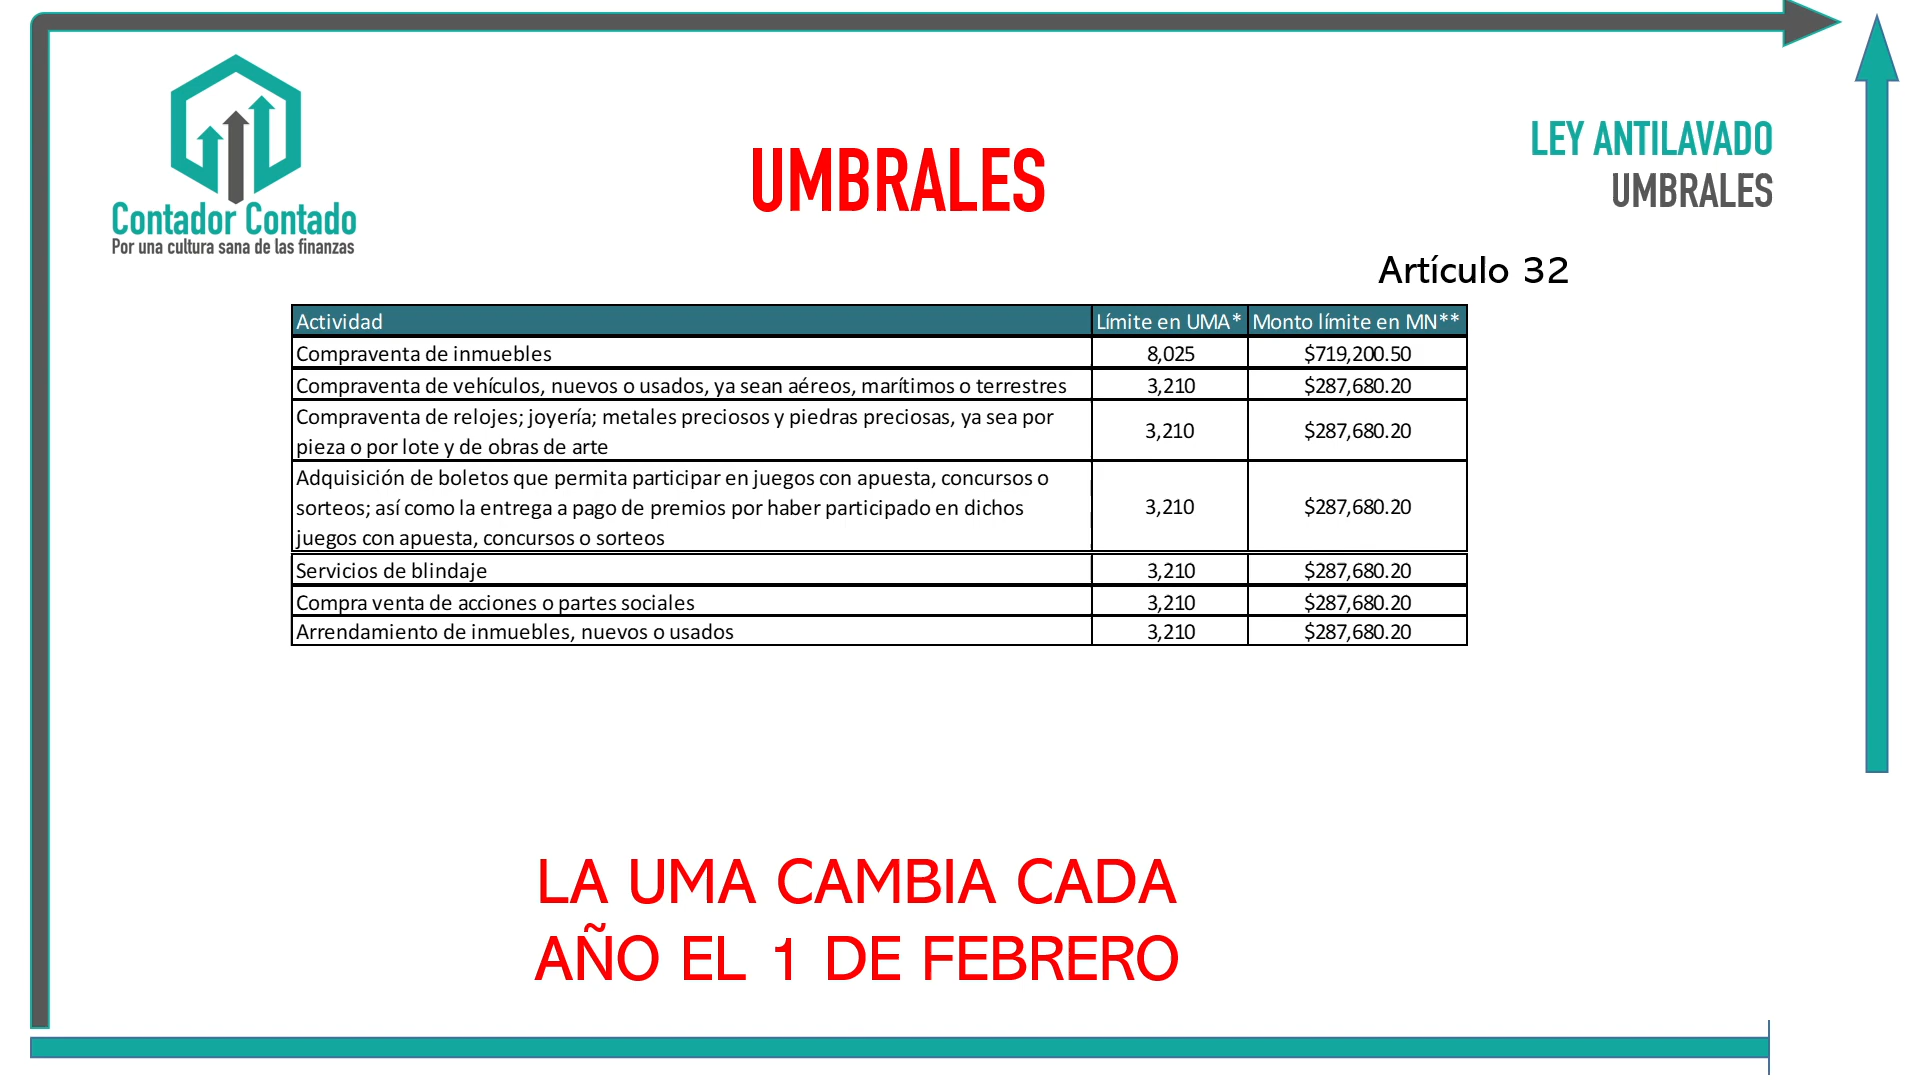 Contador Contado
Por una cultura sana de las finanzas
UMBRALES
LEY ANTILAVADO
UMBRALES
Artículo 32
Actividad Límite en UMA* Monto límite en MN**
Compraventa de inmuebles 8,025 $719,200.50
Compraventa de vehículos, nuevos o usados, ya sean aéreos, marítimos o terrestres 3,210 $287,680.20
Compraventa de relojes; joyería; metales preciosos y piedras preciosas, ya sea por
pieza o por lote y de obras de arte 3,210 $287,680.20
Adquisición de boletos que permita participar en juegos con apuesta, concursos o
sorteos; así como la entrega a pago de premios por haber participado en dichos
juegos con apuesta, concursos o sorteos 3,210 $287,680.20
Servicios de blindaje 3,210 $287,680.20
Compra venta de acciones o partes sociales 3,210 $287,680.20
Arrendamiento de inmuebles, nuevos o usados 3,210 $287,680.20
LA UMA CAMBIA CADA
AÑO EL 1 DE FEBRERO